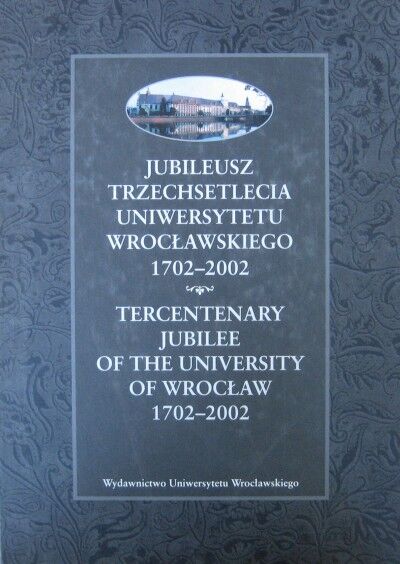 JUBILEUSZ
TRZECHSETLECIA
UNIWERSYTETU
WROCŁAWSKIEGO
1702–2002
TERCENTENARY
JUBILEE
OF THE UNIVERSITY
OF WROCŁAW
1702–2002
Wydawnictwo Uniwersytetu Wrocławskiego